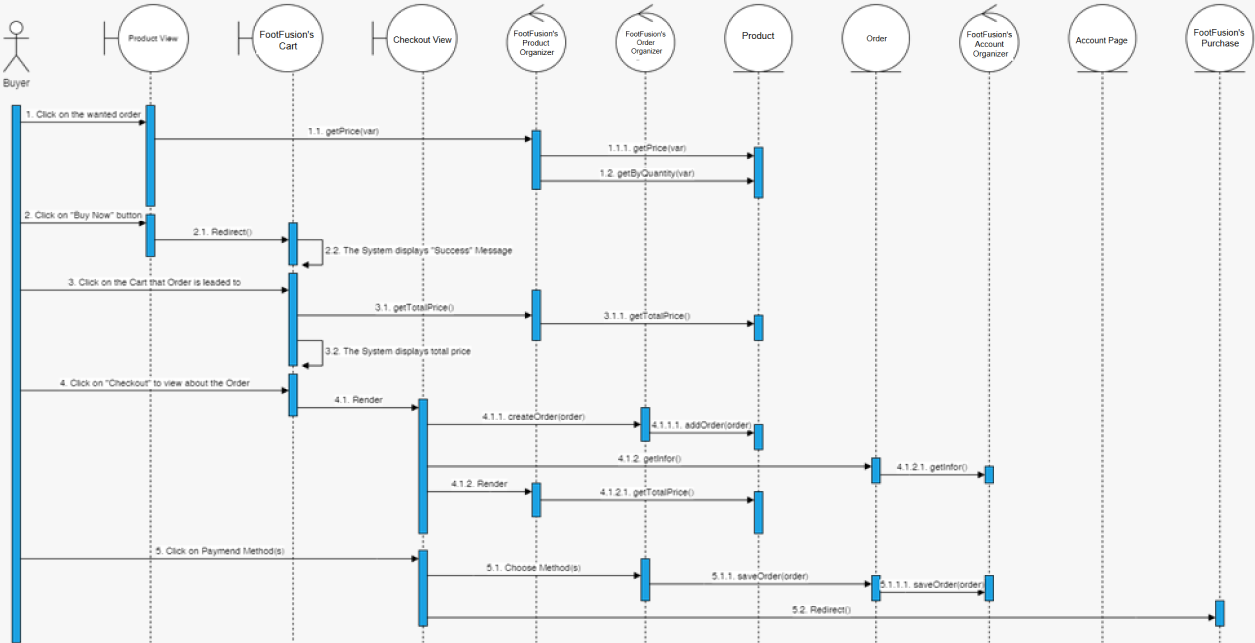 Buyer
Product View
FootFusion's
Cart
Checkout View
FootFusion's
Product
Organizer
FootFusion's
Order
Organizer
Product
Order
FootFusion's
Account
Organizer
Account Page
FootFusion's
Purchase
1. Click on the wanted order
1.1. getPrice(var)
1.1.1. getPrice(var)
1.2. getByQuantity(var)
2. Click on "Buy Now" button
2.1. Redirect()
2.2. The System displays "Success" Message
3. Click on the Cart that Order is leaded to
3.1. getTotalPrice()
3.1.1. getTotalPrice()
3.2. The System displays total price
4. Click on "Checkout" to view about the Order
4.1. Render
4.1.1. createOrder(order)
4.1.1.1. addOrder(order)
4.1.2. getInfor()
4.1.2.1. getInfor()
4.1.2. Render
4.1.2.1. getTotalPrice()
5. Click on Paymend Method(s)
5.1. Choose Method(s)
5.1.1. saveOrder(order)
5.1.1.1. saveOrder(order)
5.2. Redirect()